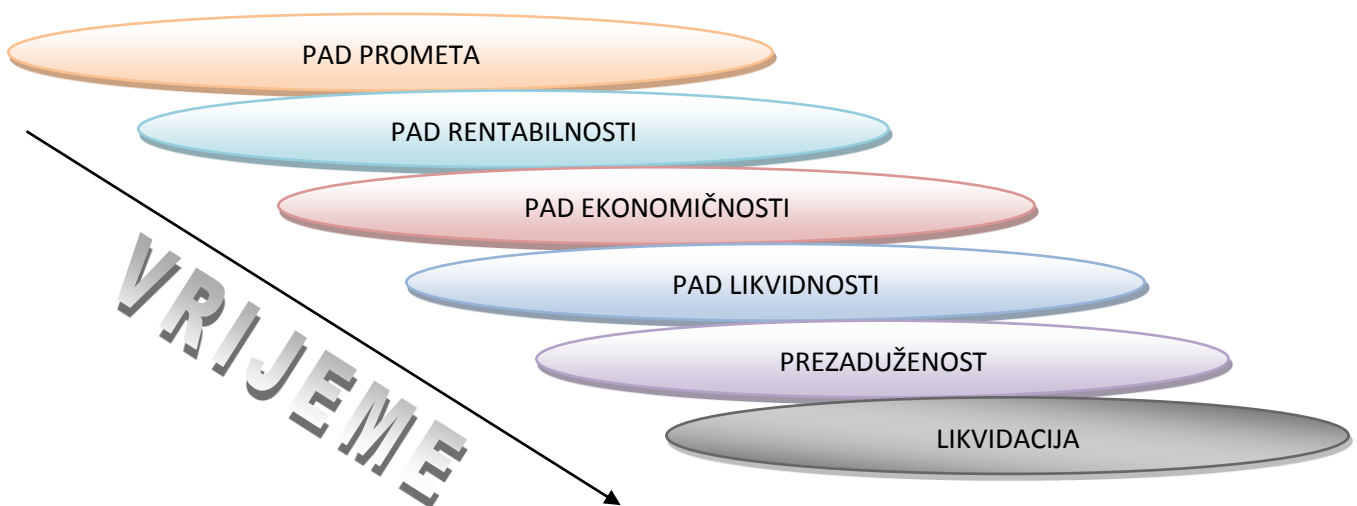 PAD PROMETA
PAD RENTABILNOSTI
PAD EKONOMIČNOSTI
PAD LIKVIDNOSTI
PREZADUŽENOST
LIKVIDACIJA
VRIJEME